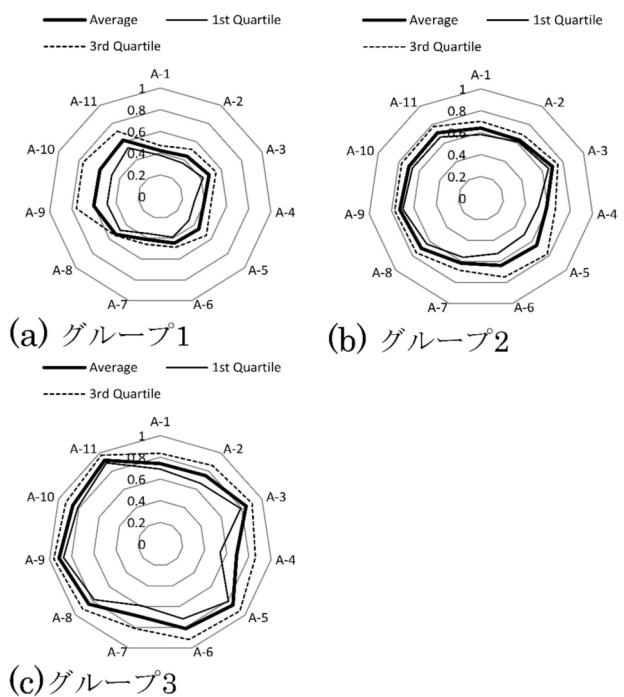 Average 1st Quartile
3rd Quartile
A-1
A-2
A-3
A-4
A-5
A-6
A-7
A-8
A-9
A-10
A-11
1
0.8
0.6
0.4
0.2
0
(a) グループ1
Average 1st Quartile
3rd Quartile
A-1
A-2
A-3
A-4
A-5
A-6
A-7
A-8
A-9
A-10
A-11
1
0.8
0.6
0.4
0.2
0
(b) グループ2
Average 1st Quartile
3rd Quartile
A-1
A-2
A-3
A-4
A-5
A-6
A-7
A-8
A-9
A-10
A-11
1
0.8
0.6
0.4
0.2
0
(c) グループ3